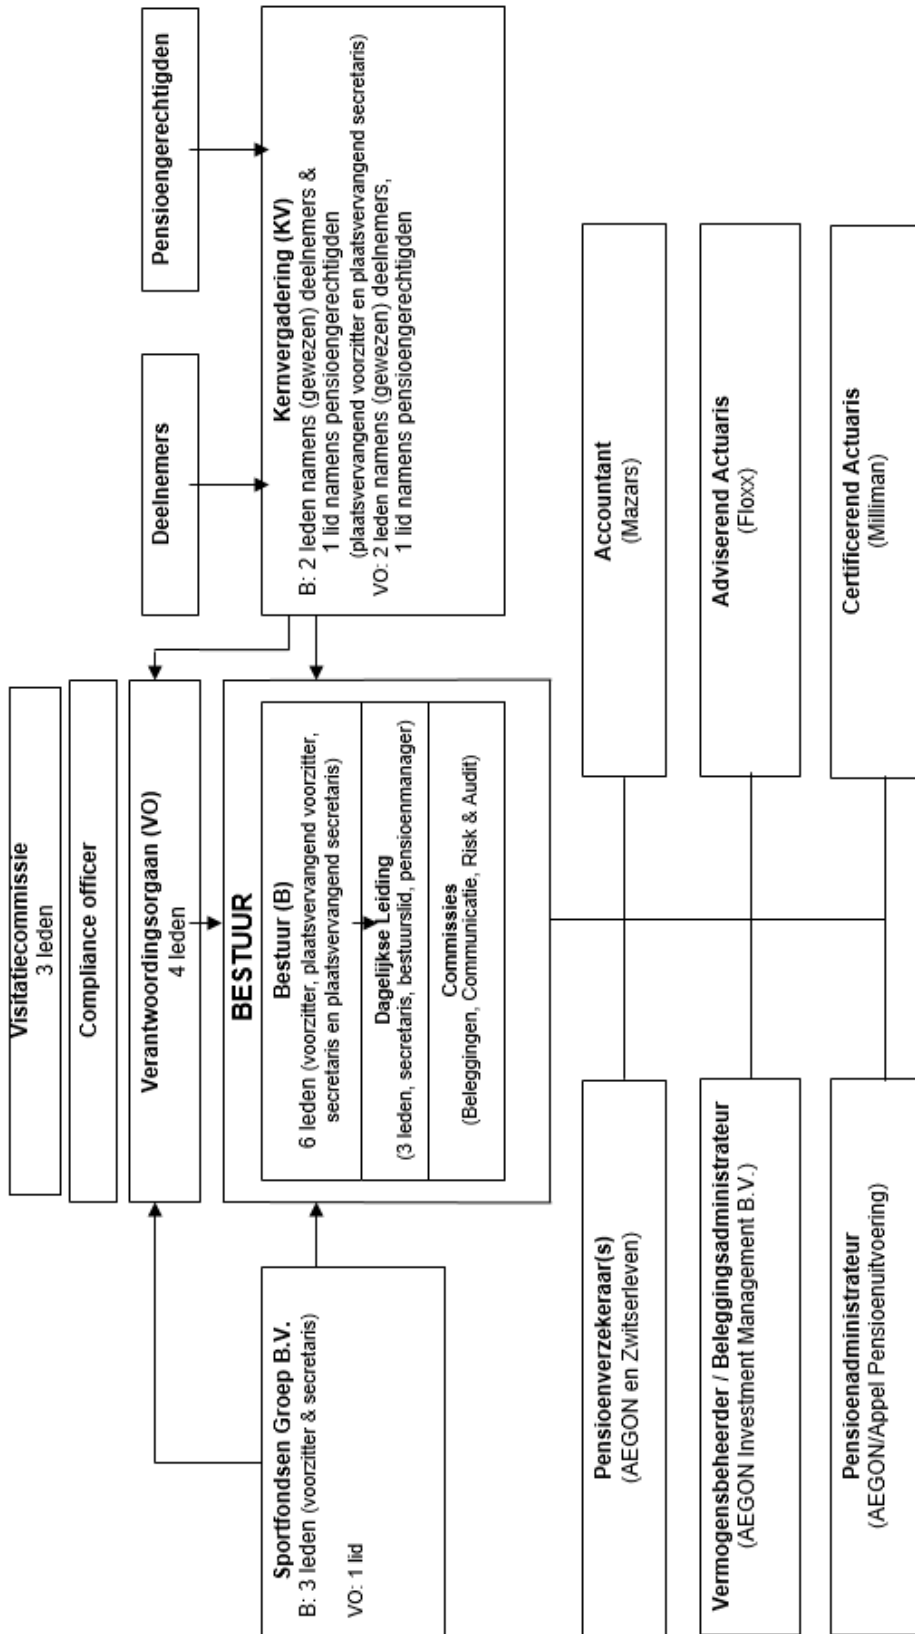 Visitatiecommissie
3 leden
Compliance officer
Verantwoordingsorgaan (VO)
4 leden
Deelnemers
Pensioengerechtigden
Sportfondsen Groep B.V.
B: 3 leden (voorzitter & secretaris)
VO: 1 lid
BESTUUR
Bestuur (B)
6 leden (voorzitter, plaatsvervangend voorzitter,
secretaris en plaatsvervangend secretaris)
Dagelijkse Leiding
(3 leden, secretaris, bestuurslid, pensioenmanager)
Commissies
(Beleggingen, Communicatie, Risk & Audit)
Kernvergadering (KV)
B: 2 leden namens (gewezen) deelnemers &
1 lid namens pensioengerechtigden
(plaatsvervangend voorzitter en plaatsvervangend secretaris)
VO: 2 leden namens (gewezen) deelnemers,
1 lid namens pensioengerechtigden
Pensioenverzekeraar(s)
(AEGON en Zwitserleven)
Accountant
(Mazars)
Vermogensbeheerder / Beleggingsadministrateur
(AEGON Investment Management B.V.)
Adviserend Actuaris
(Floxx)
Pensioenadministrateur
(AEGON/Appel Pensioenuitvoering)
Certificerend Actuaris
(Milliman)